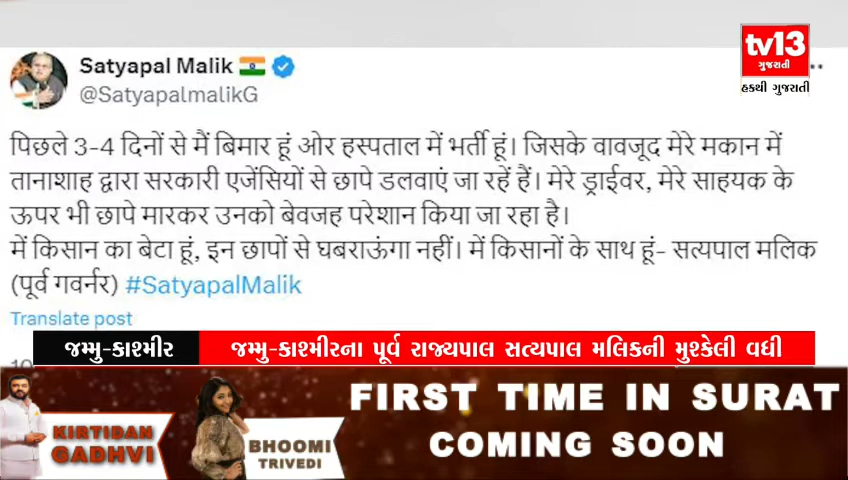 tv13
ગુજરાતી
હકથી ગુજરાતી
Satyapal Malik
@SatyapalmalikG
पिछले 3-4 दिनों से मैं बिमार हूं ओर हस्पताल में भर्ती हूं। जिसके वावजूद मेरे मकान में
तानाशाह द्वारा सरकारी एजेंसियों से छापे डलवाएं जा रहें हैं। मेरे ड्राईवर, मेरे साहयक के
ऊपर भी छापे मारकर उनको बेवजह परेशान किया जा रहा है।
में किसान का बेटा हूं, इन छापों से घबराऊंगा नहीं। में किसानों के साथ हूं- सत्यपाल मलिक
(पूर्व गवर्नर) #SatyapalMalik
Translate post
જમ્મુ-કાશ્મીર
જમ્મુ-કાશ્મીરના પૂર્વ રાજ્યપાલ સત્યપાલ મલિકની મુશ્કેલી વધી
KIRTIDAN
GADHVI
BHOOMI
TRIVEDI
FIRST TIME IN SURAT
COMING SOON